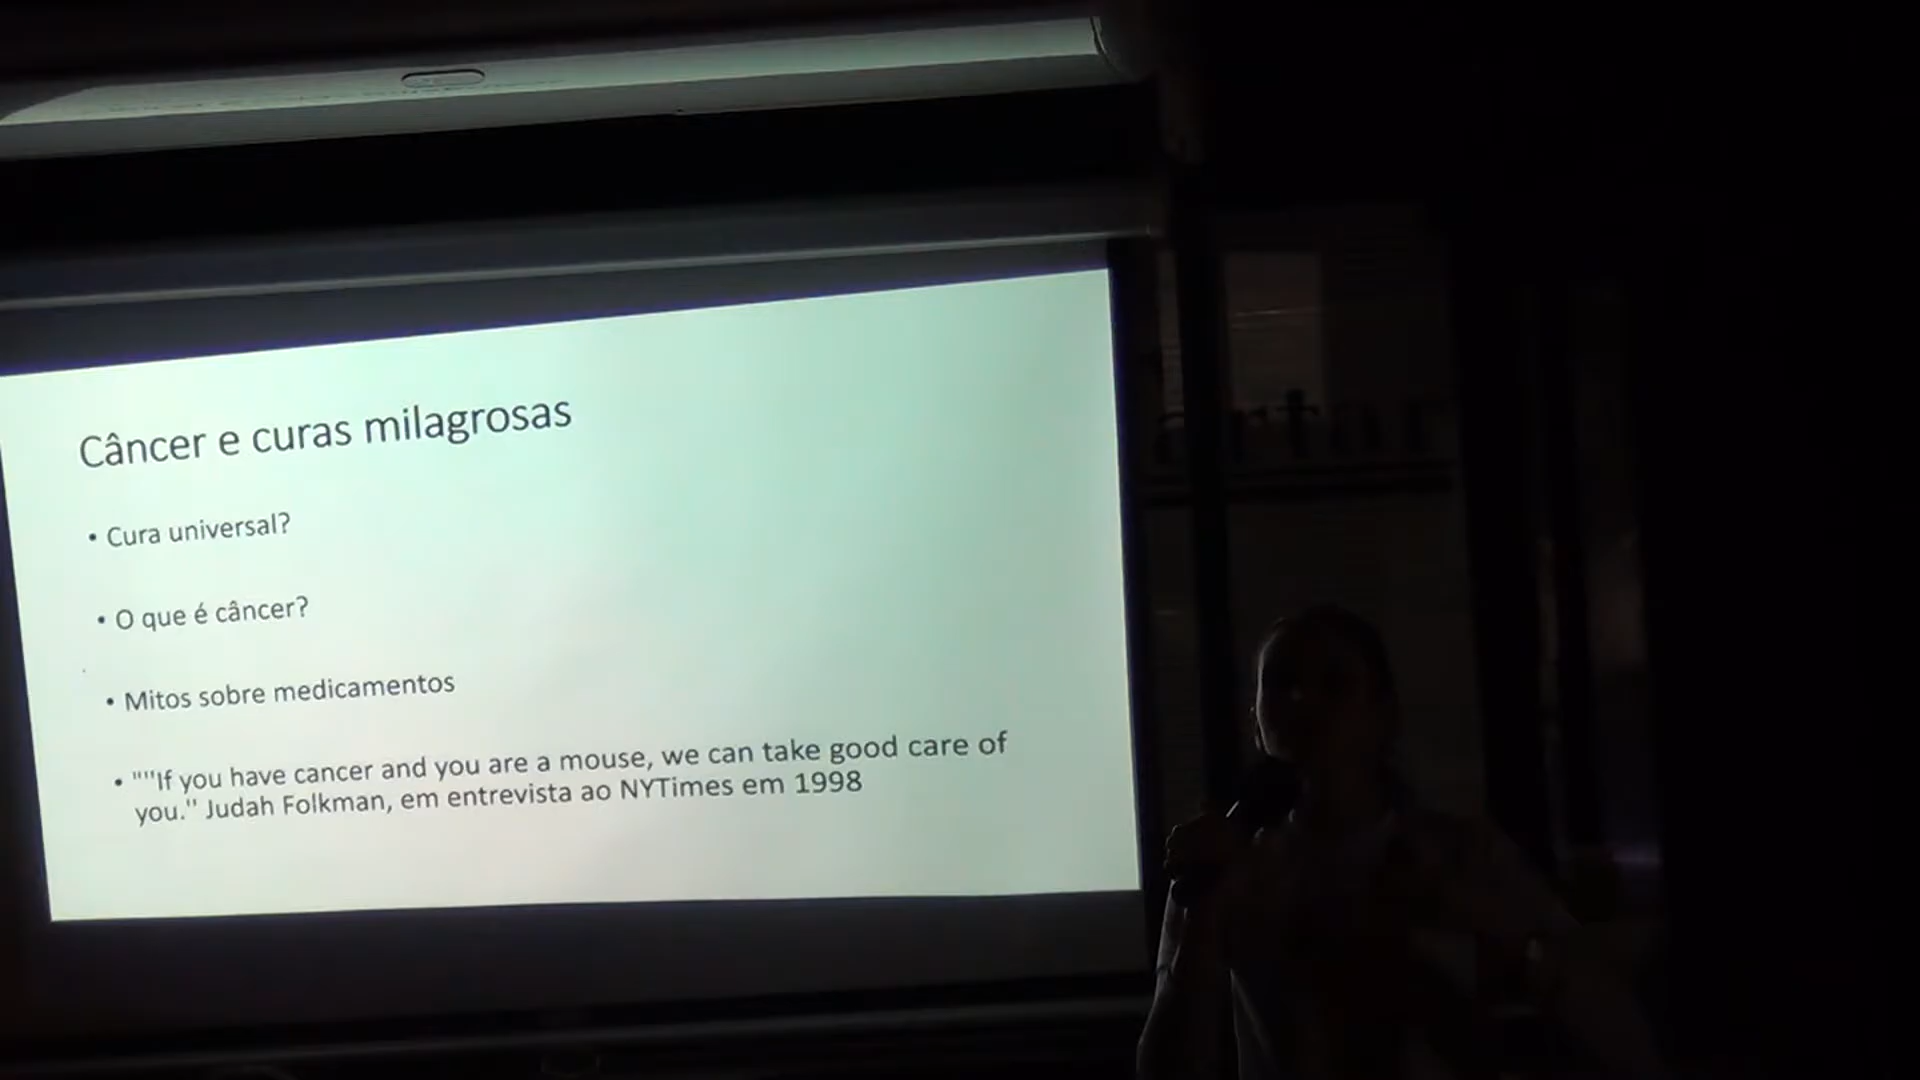 Câncer e curas milagrosas
• Cura universal?
• O que é câncer?
• Mitos sobre medicamentos
• """If you have cancer and you are a mouse, we can take good care of
you." Judah Folkman, em entrevista ao NYTimes em 1998